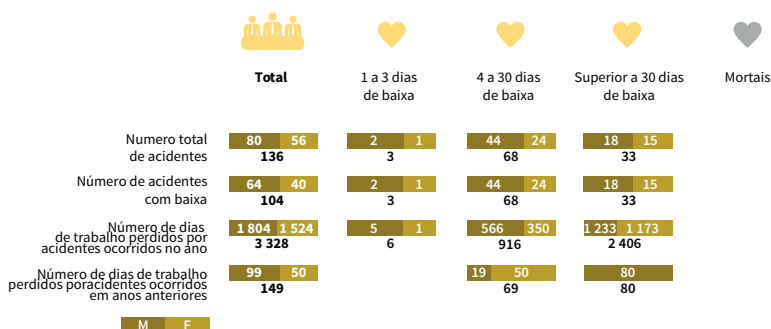 Total
1 a 3 dias
de baixa
4 a 30 dias
de baixa
Superior a 30 dias
de baixa
Mortais
Numero total
de acidentes
80 56
136
2 1
3
44 24
68
18 15
33
Número de acidentes
com baixa
64 40
104
2 1
3
44 24
68
18 15
33
Número de dias
de trabalho perdidos por
acidentes ocorridos no ano
1 804 1 524
3 328
5 1
6
566 350
916
1 233 1 173
2 406
Número de dias de trabalho
perdidos poracidentes ocorridos
em anos anteriores
99 50
149
19 50
69
80
80
M F